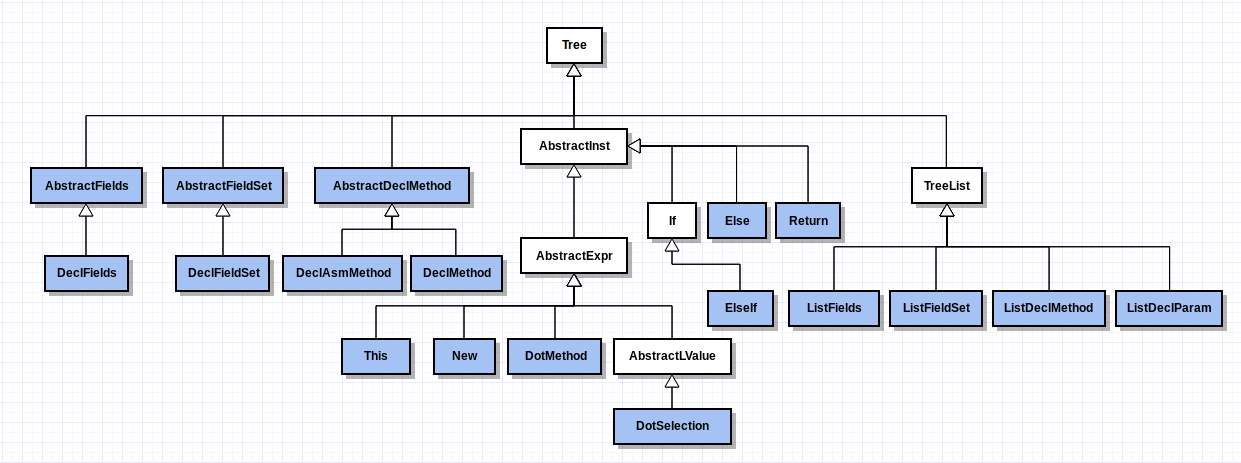 Tree
AbstractInst
AbstractFields
AbstractFieldSet
AbstractDeclMethod
TreeList
If
Else
Return
AbstractExpr
DeclFields
DeclFieldSet
DeclAsmMethod
DeclMethod
ElseIf
ListFields
ListFieldSet
ListDeclMethod
ListDeclParam
This
New
DotMethod
AbstractLValue
DotSelection